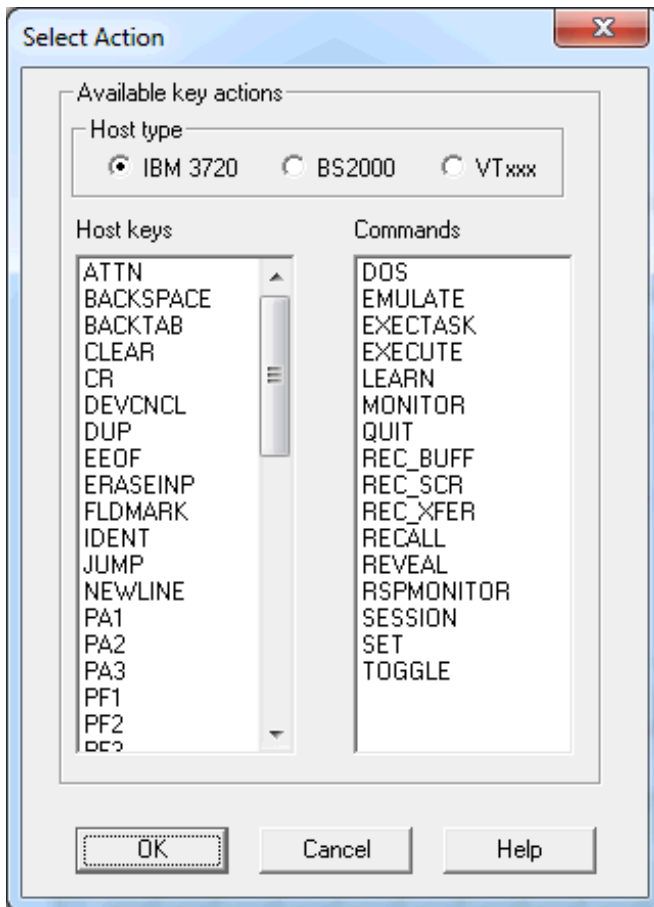 Select Action
Available key actions
Host type
IBM 3720
BS2000
VTxxx
Host keys
ATTN
BACKSPACE
BACKTAB
CLEAR
CR
DEVCNCL
DUP
EEOF
ERASEINP
FLDMARK
IDENT
JUMP
NEWLINE
PA1
PA2
PA3
PF1
PF2
PF3
Commands
DOS
EMULATE
EXECTASK
EXECUTE
LEARN
MONITOR
QUIT
REC_BUFF
REC_SCR
REC_XFER
RECALL
REVEAL
RSPMONITOR
SESSION
SET
TOGGLE
OK
Cancel
Help